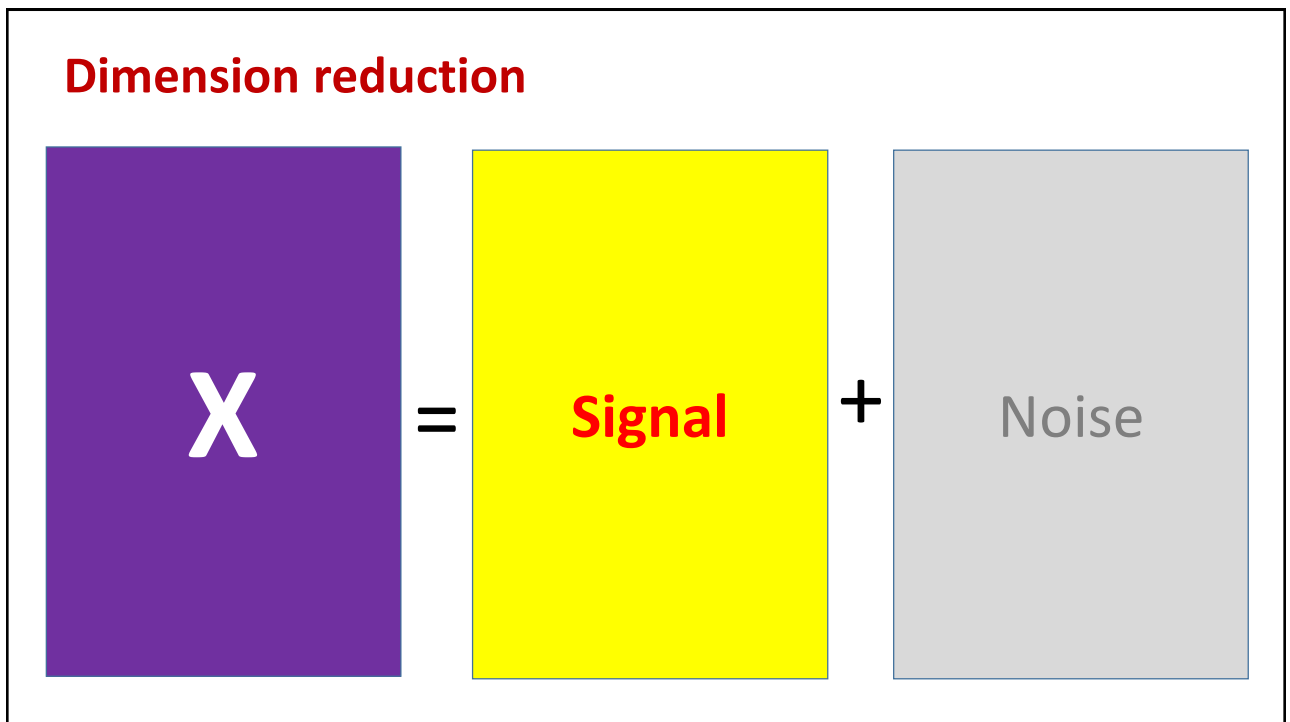 Dimension reduction
X = Signal + Noise